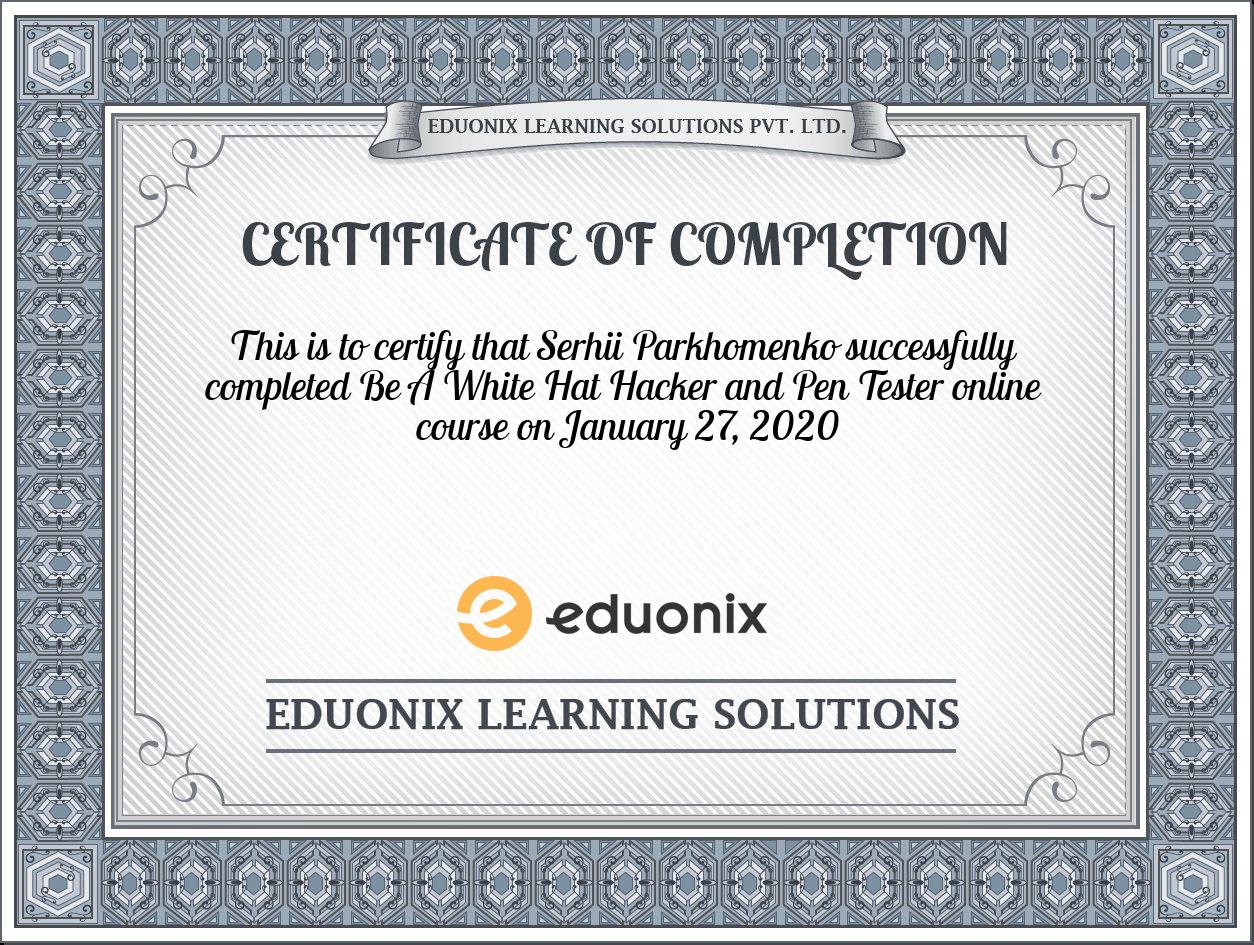 EDUONIX LEARNING SOLUTIONS PVT. LTD.
CERTIFICATE OF COMPLETION
This is to certify that Serhii Parkhomenko successfully
completed Be A White Hat Hacker and Pen Tester online
course on January 27, 2020
e eduonix
EDUONIX LEARNING SOLUTIONS